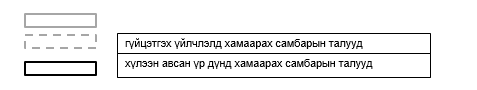 гүйцэтгэх үйлчлэлд хамаарах самбарын талууд
хүлээн авсан үр дүнд хамаарах самбарын талууд